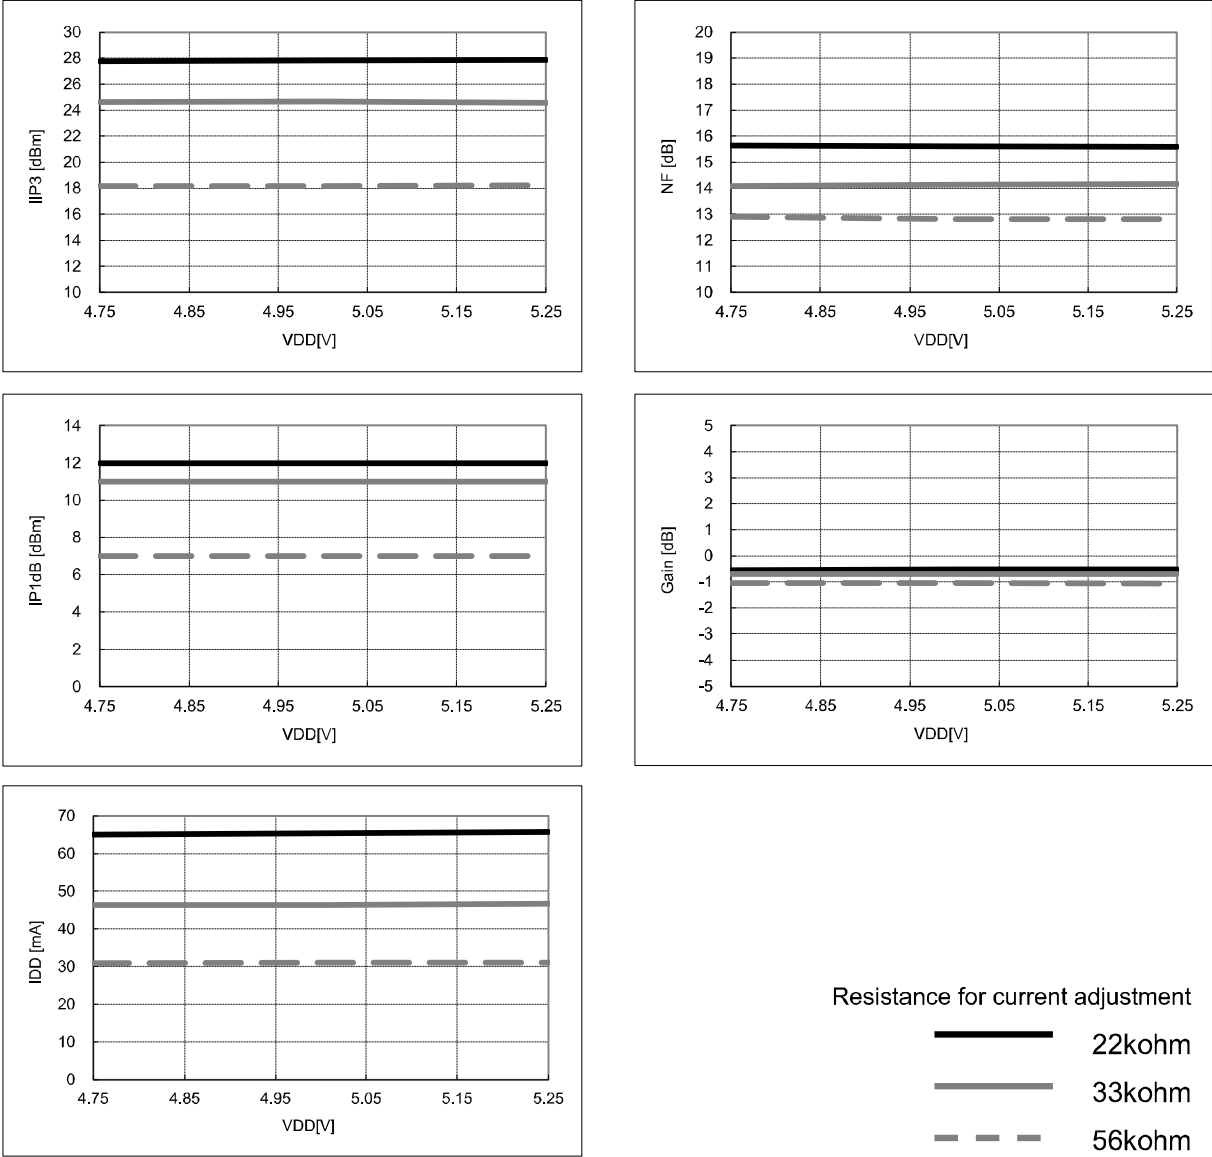 30
28
26
24
22
20
18
16
14
12
10
IIP3 [dBm]
4.75 4.85 4.95 5.05 5.15 5.25
VDD[V]
20
19
18
17
16
15
14
13
12
11
10
NF [dB]
4.75 4.85 4.95 5.05 5.15 5.25
VDD[V]
14
12
10
8
6
4
2
0
IP1dB [dBm]
4.75 4.85 4.95 5.05 5.15 5.25
VDD[V]
5
4
3
2
1
0
-1
-2
-3
-4
-5
Gain [dB]
4.75 4.85 4.95 5.05 5.15 5.25
VDD[V]
70
60
50
40
30
20
10
0
IDD [mA]
4.75 4.85 4.95 5.05 5.15 5.25
VDD[V]
Resistance for current adjustment
22kohm
33kohm
56kohm